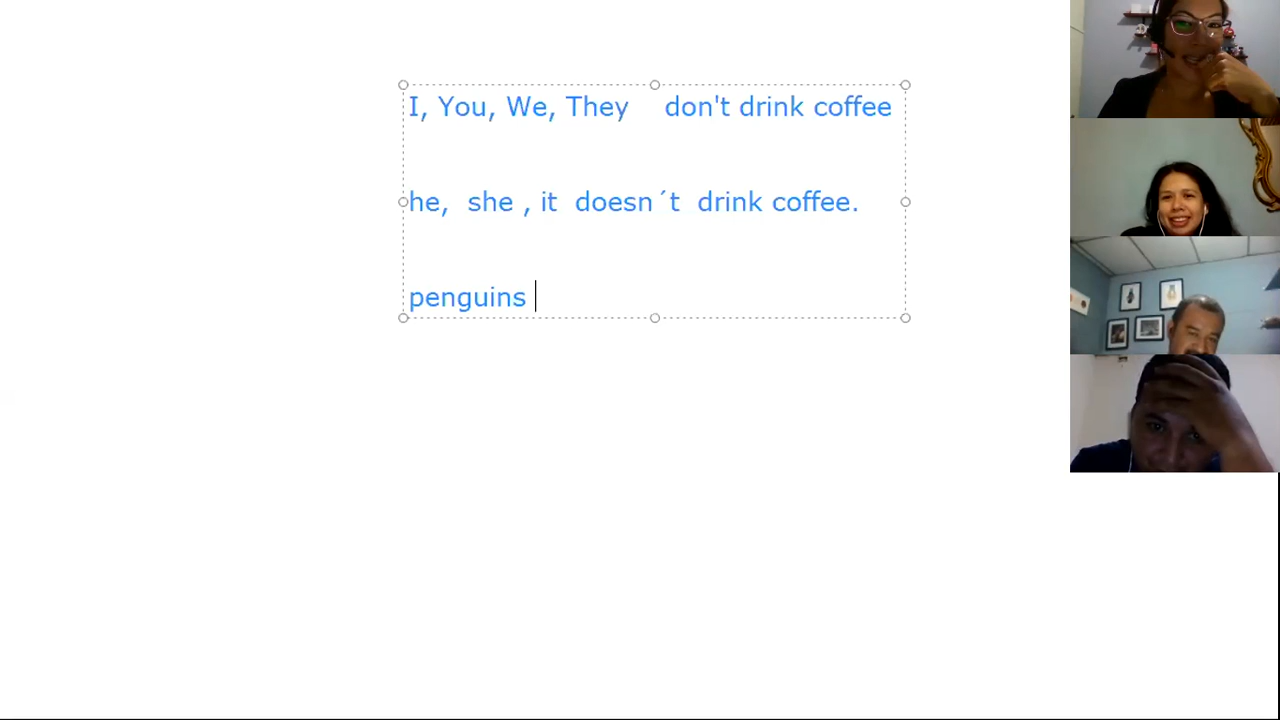 I, You, We, They    don't drink coffee
he,  she , it  doesn´t  drink coffee.
penguins